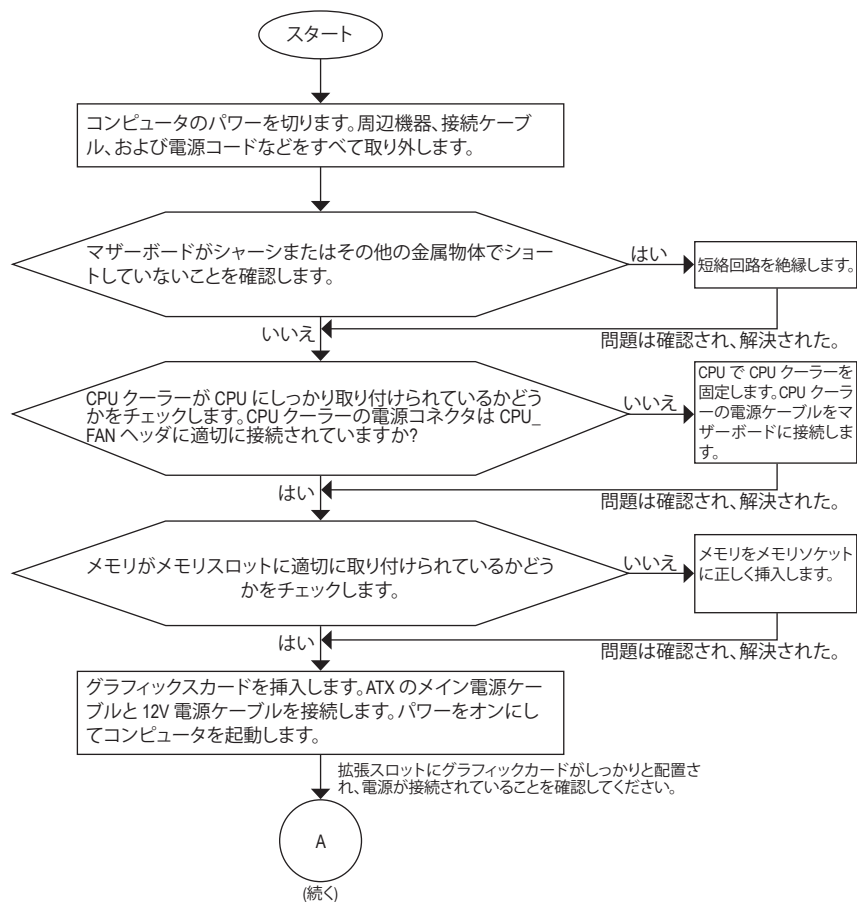 スタート
コンピュータのパワーを切ります。周辺機器、接続ケーブ
ル、および電源コードなどをすべて取り外します。
マザーボードがシャーシまたはその他の金属物体でショー
トしていないことを確認します。
はい
短絡回路を絶縁します。
いいえ
問題は確認され、解決された。
CPU クーラーが CPU にしっかり取り付けられているかどう
かをチェックします。CPU クーラーの電源コネクタは CPU_
FAN ヘッダに適切に接続されていますか?
いいえ
CPU で CPU クーラーを
固定します。CPU クーラ
ーの電源ケーブルをマ
ザーボードに接続しま
す。
はい
問題は確認され、解決された。
メモリがメモリスロットに適切に取り付けられているかどう
かをチェックします。
いいえ
メモリをメモリソケット
に正しく挿入します。
はい
問題は確認され、解決された。
グラフィックスカードを挿入します。ATX のメイン電源ケー
ブルと 12V 電源ケーブルを接続します。パワーをオンにし
てコンピュータを起動します。
拡張スロットにグラフィックカードがしっかりと配置さ
れ、電源が接続されていることを確認してください。
A
(続く)